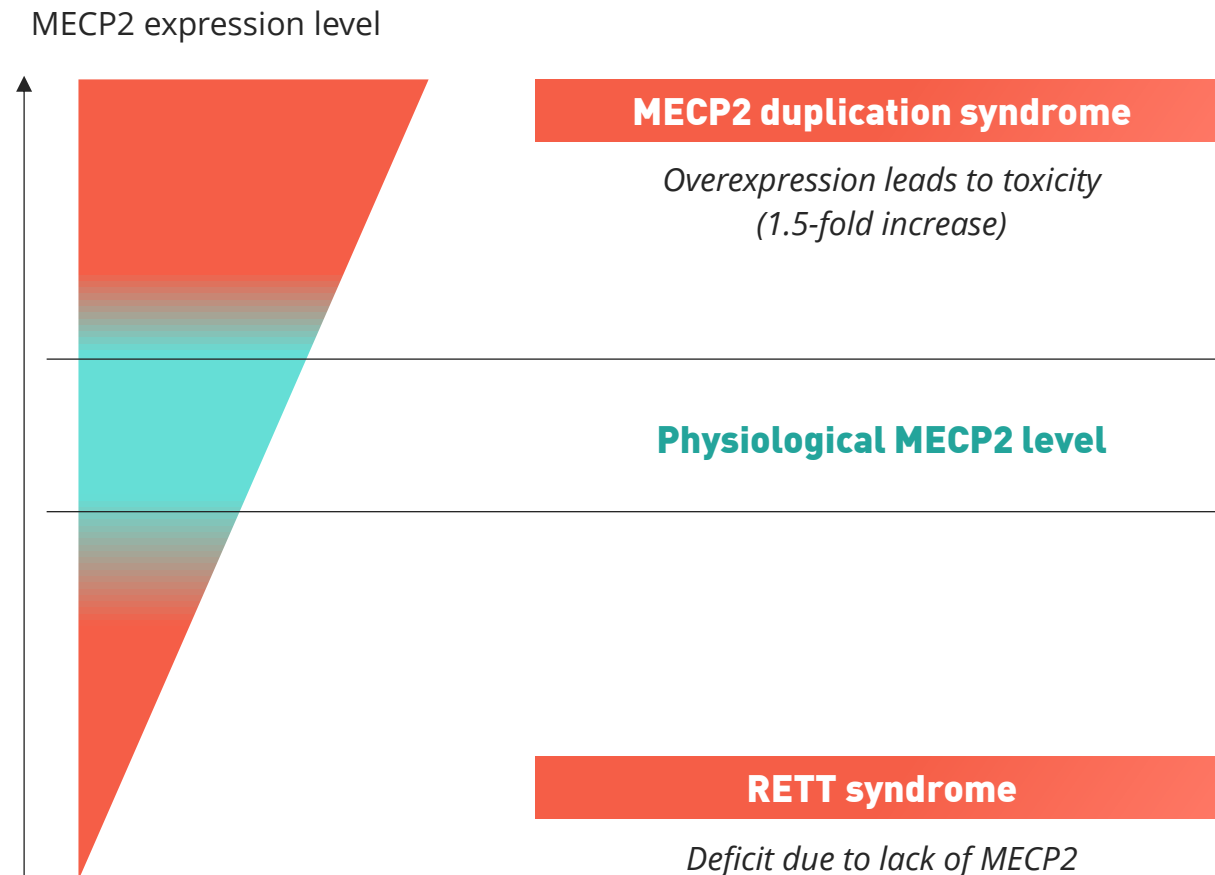 MECP2 expression level
MECP2 duplication syndrome
Overexpression leads to toxicity
(1.5-fold increase)
Physiological MECP2 level
RETT syndrome
Deficit due to lack of MECP2